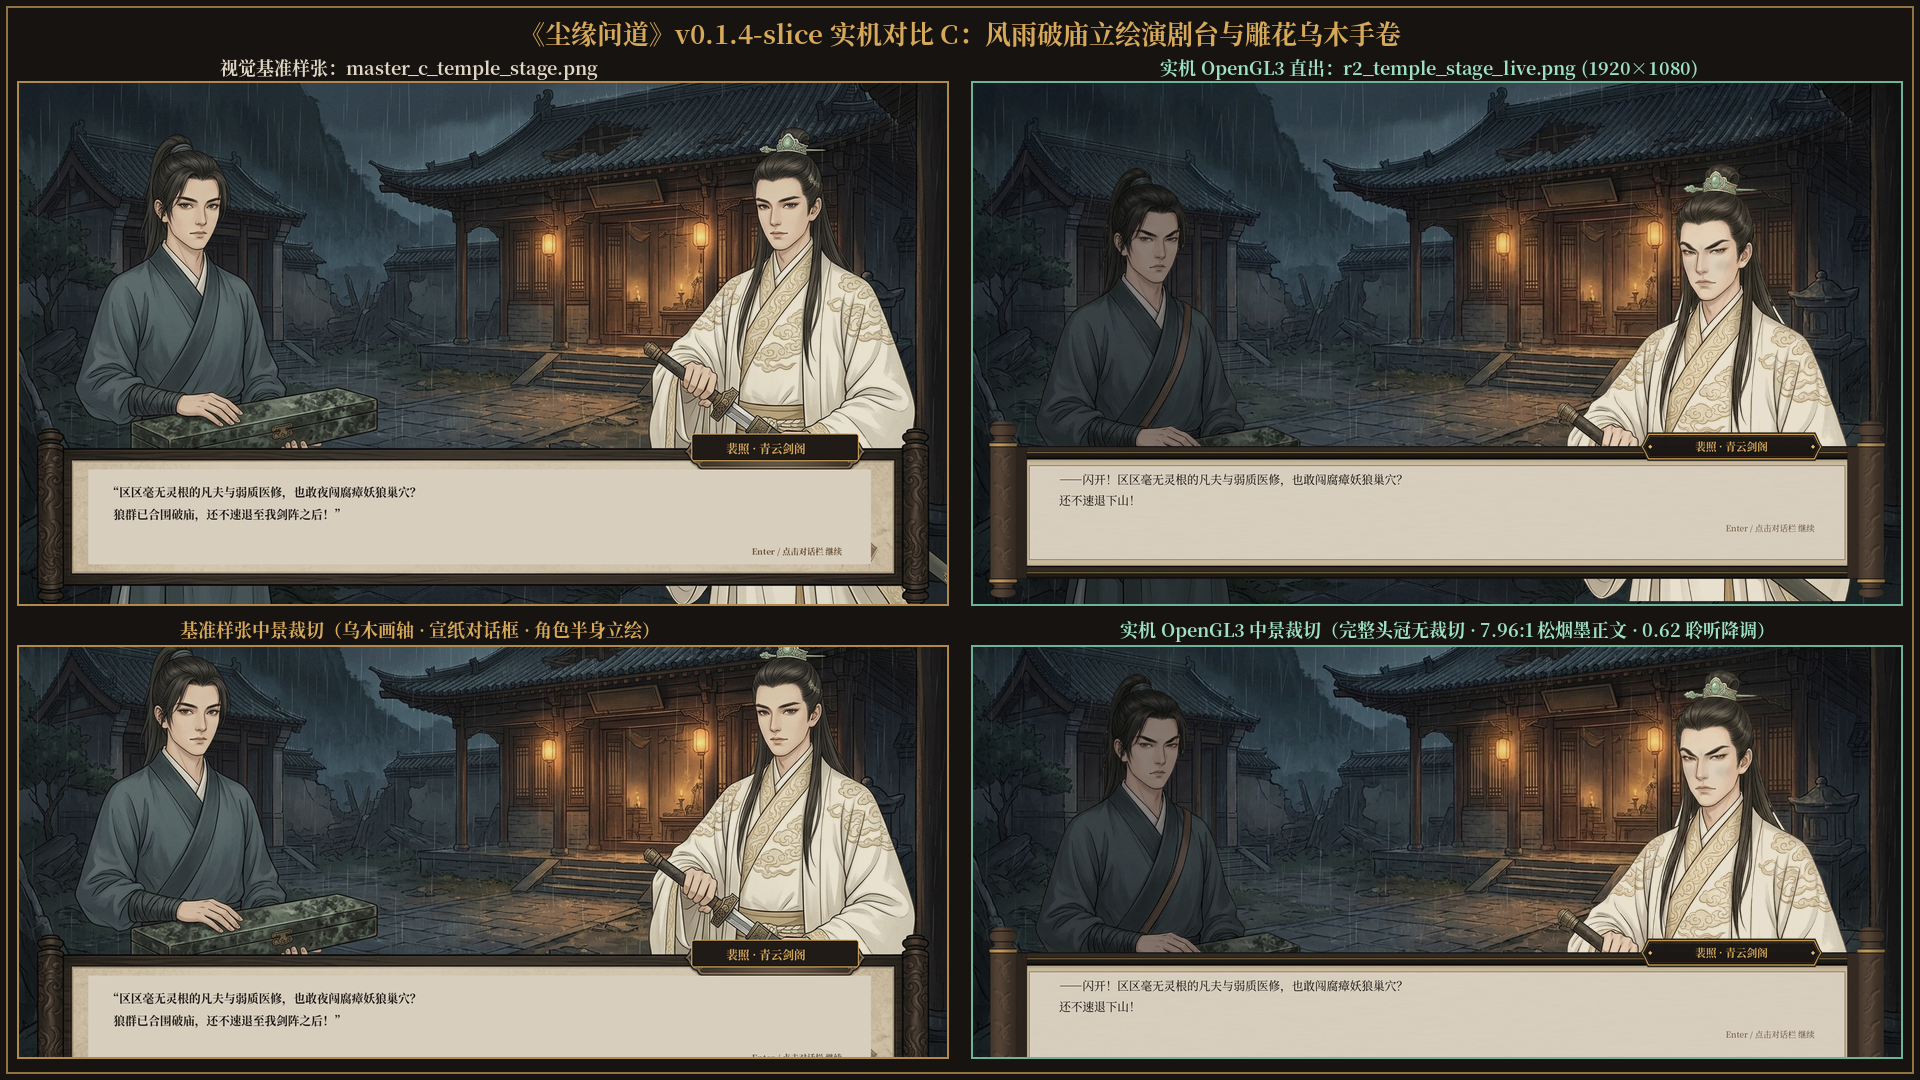 《尘缘问道》v0.1.4-slice 实机对比 C：风雨破庙立绘演剧台与雕花乌木手卷
视觉基准样张：master_c_temple_stage.png
实机 OpenGL3 直出：r2_temple_stage_live.png (1920×1080)
裴照 · 青云剑阁
“区区毫无灵根的凡夫与弱质医修，也敢夜闯腐瘴妖狼巢穴？
狼群已合围破庙，还不速退至我剑阵之后！”
Enter / 点击对话栏 继续
裴照 · 青云剑阁
——闪开！区区毫无灵根的凡夫与弱质医修，也敢闯腐瘴妖狼巢穴？
还不速退下山！
Enter / 点击对话栏 继续
基准样张中景裁切（乌木画轴 · 宣纸对话框 · 角色半身立绘）
实机 OpenGL3 中景裁切（完整头冠无裁切 · 7.96:1 松烟墨正文 · 0.62 聆听降调）
裴照 · 青云剑阁
“区区毫无灵根的凡夫与弱质医修，也敢夜闯腐瘴妖狼巢穴？
狼群已合围破庙，还不速退至我剑阵之后！”
Enter / 点击对话栏 继续
裴照 · 青云剑阁
——闪开！区区毫无灵根的凡夫与弱质医修，也敢闯腐瘴妖狼巢穴？
还不速退下山！
Enter / 点击对话栏 继续